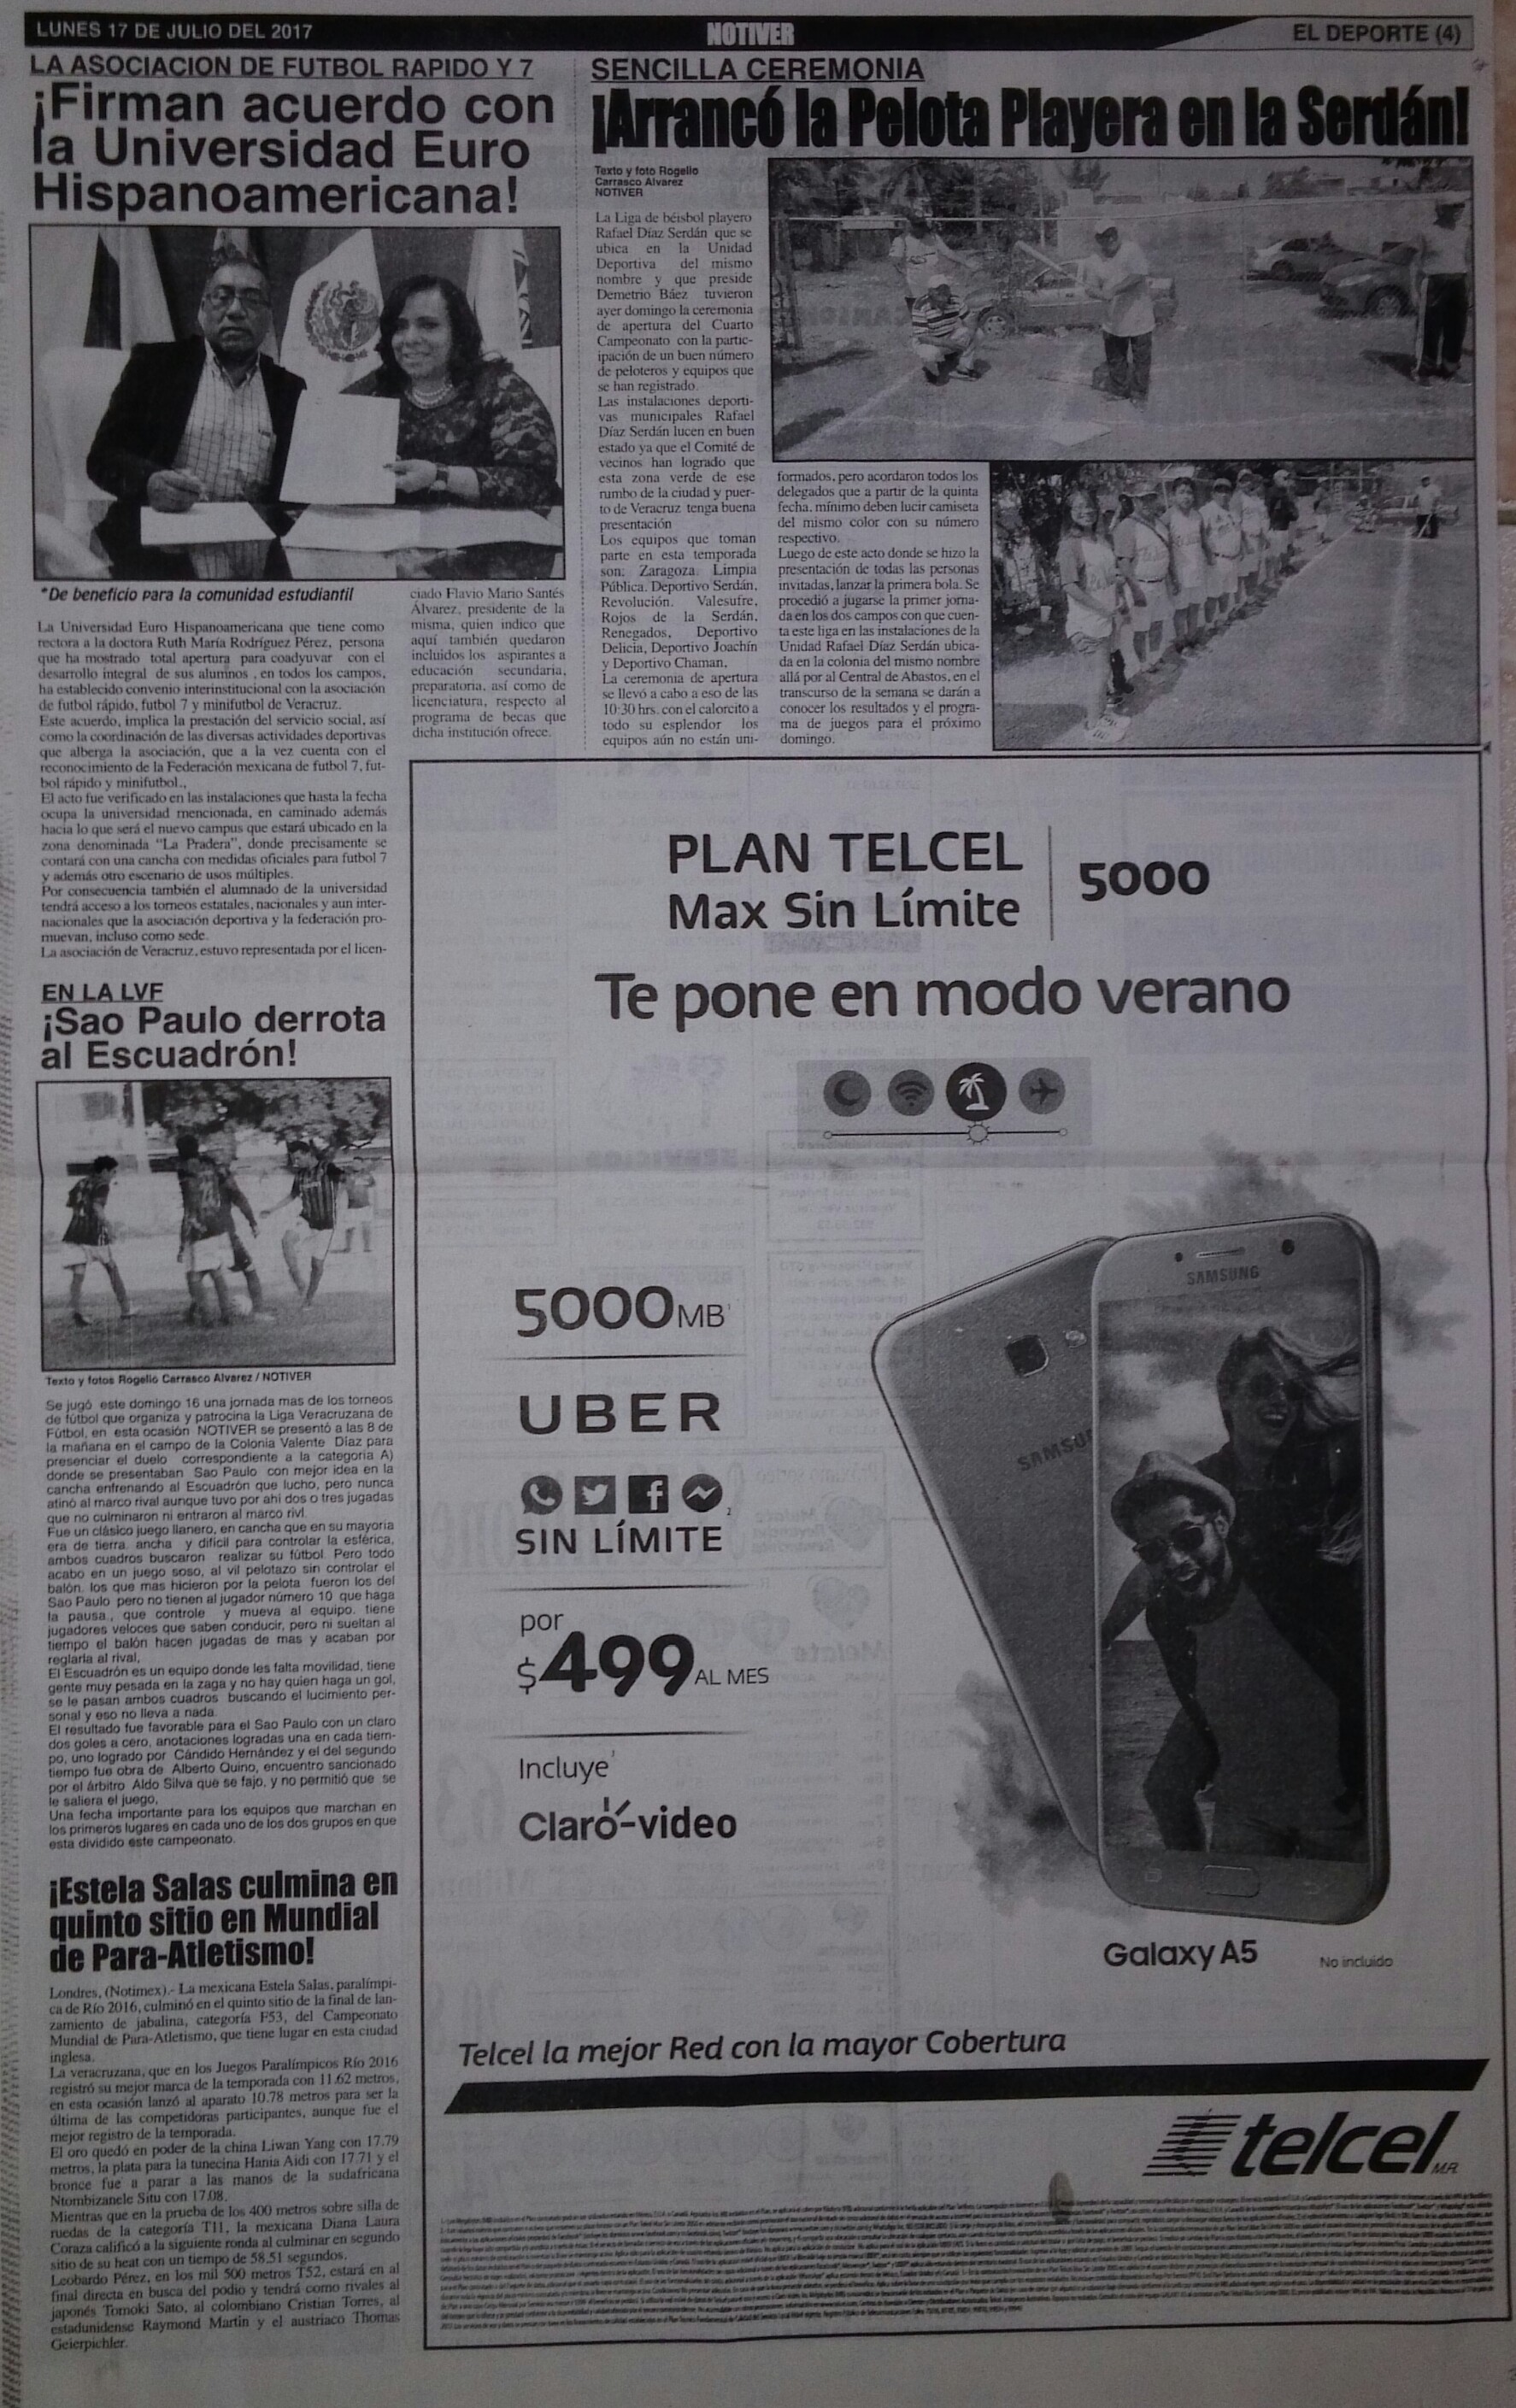 LUNES 17 DE JULIO DEL 2017
NOTIVER
EL DEPORTE (4)
LA ASOCIACION DE FUTBOL RAPIDO Y 7
¡Firman acuerdo con
la Universidad Euro
Hispanoamericana!
*De beneficio para la comunidad estudiantil
La Universidad Euro Hispanoamericana que tiene como
rectora a la doctora Ruth María Rodríguez Pérez, persona
que ha mostrado total apertura para coadyuvar con el
desarrollo integral de sus alumnos , en todos los campos,
ha establecido convenio interinstitucional con la asociación
de futbol rápido, futbol 7 y minifutbol de Veracruz.
Este acuerdo, implica la prestación del servicio social, así
como la coordinación de las diversas actividades deportivas
que alberga la asociación, que a la vez cuenta con el
reconocimiento de la Federación mexicana de futbol 7, fut-
bol rápido y minifutbol.,
El acto fue verificado en las instalaciones que hasta la fecha
ocupa la universidad mencionada, en caminado además
hacia lo que será el nuevo campus que estará ubicado en la
zona denominada “La Pradera”, donde precisamente se
contará con una cancha con medidas oficiales para futbol 7
y además otro escenario de usos múltiples.
Por consecuencia también el alumnado de la universidad
tendrá acceso a los torneos estatales, nacionales y aun inter-
nacionales que la asociación deportiva y la federación pro-
muevan, incluso como sede.
La asociación de Veracruz, estuvo representada por el licen-
ciado Flavio Mario Santés
Álvarez, presidente de la
misma, quien indico que
aquí también quedaron
incluidos los aspirantes a
educación secundaria,
preparatoria, así como de
licenciatura, respecto al
programa de becas que
dicha institución ofrece.
SENCILLA CEREMONIA
¡Arrancó la Pelota Playera en la Serdán!
Texto y foto Rogelio
Carrasco Alvarez
NOTIVER
La Liga de béisbol playero
Rafael Díaz Serdán que se
ubica en la Unidad
Deportiva del mismo
nombre y que preside
Demetrio Báez tuvieron
ayer domingo la ceremonia
de apertura del Cuarto
Campeonato con la partic-
ipación de un buen número
de peloteros y equipos que
se han registrado.
Las instalaciones deporti-
vas municipales Rafael
Díaz Serdán lucen en buen
estado ya que el Comité de
vecinos han logrado que
esta zona verde de ese
rumbo de la ciudad y puer-
to de Veracruz tenga buena
presentación
Los equipos que toman
parte en esta temporada
son: Zaragoza. Limpia
Pública. Deportivo Serdán,
Revolución. Valesufre,
Rojos de la Serdán,
Renegados, Deportivo
Delicia, Deportivo Joachín
y Deportivo Chaman.
La ceremonia de apertura
se llevó a cabo a eso de las
10:30 hrs. con el calorcito a
todo su esplendor los
equipos aún no están uni-
formados, pero acordaron todos los
delegados que a partir de la quinta
fecha, mínimo deben lucir camiseta
del mismo color con su número
respectivo.
Luego de este acto donde se hizo la
presentación de todas las personas
invitadas, lanzar la primera bola. Se
procedió a jugarse la primer jorna-
da en los dos campos con que cuen-
ta este liga en las instalaciones de la
Unidad Rafael Díaz Serdán ubica-
da en la colonia del mismo nombre
allá por al Central de Abastos, en el
transcurso de la semana se darán a
conocer los resultados y el progra-
ma de juegos para el próximo
domingo.
EN LA LVF
¡Sao Paulo derrota
al Escuadrón!
Texto y fotos Rogelio Carrasco Alvarez / NOTIVER
Se jugó este domingo 16 una jornada mas de los torneos
de fútbol que organiza y patrocina la Liga Veracruzana de
Fútbol, en esta ocasión NOTIVER se presentó a las 8 de
la mañana en el campo de la Colonia Valente Díaz para
presenciar el duelo correspondiente a la categoria A)
donde se presentaban Sao Paulo con mejor idea en la
cancha enfrenando al Escuadrón que lucho, pero nunca
atinó al marco rival aunque tuvo por ahi dos o tres jugadas
que no culminaron ni entraron al marco rivl.
Fue un clásico juego llanero, en cancha que en su mayoria
era de tierra. ancha y difícil para controlar la esférica,
ambos cuadros buscaron realizar su fútbol. Pero todo
acabo en un juego soso, al vil pelotazo sin controlar el
balón. los que mas hicieron por la pelota fueron los del
Sao Paulo pero no tienen al jugador número 10 que haga
la pausa., que controle y mueva al equipo. tiene
jugadores veloces que saben conducir, pero ni sueltan al
tiempo el balón hacen jugadas de mas y acaban por
reglarla al rival.
El Escuadrón es un equipo donde les falta movilidad, tiene
gente muy pesada en la zaga y no hay quien haga un gol,
se le pasan ambos cuadros buscando el lucimiento per-
sonal y eso no lleva a nada.
El resultado fue favorable para el Sao Paulo con un claro
dos goles a cero, anotaciones logradas una en cada tiem-
po, uno logrado por Cándido Hernández y el del segundo
tiempo fue obra de Alberto Quino, encuentro sancionado
por el árbitro Aldo Silva que se fajo, y no permitió que se
le saliera el juego.
Una fecha importante para los equipos que marchan en
los primeros lugares en cada uno de los dos grupos en que
esta dividido este campeonato.
¡Estela Salas culmina en
quinto sitio en Mundial
de Para-Atletismo!
Londres, (Notimex).- La mexicana Estela Salas, paralímpi-
ca de Río 2016, culminó en el quinto sitio de la final de lan-
zamiento de jabalina, categoría F53, del Campeonato
Mundial de Para-Atletismo, que tiene lugar en esta ciudad
inglesa.
La veracruzana, que en los Juegos Paralímpicos Río 2016
registró su mejor marca de la temporada con 11.62 metros,
en esta ocasión lanzó al aparato 10.78 metros para ser la
última de las competidoras participantes, aunque fue el
mejor registro de la temporada.
El oro quedó en poder de la china Liwan Yang con 17.79
metros, la plata para la tunecina Hania Aidi con 17.71 y el
bronce fue a parar a las manos de la sudafricana
Ntombizanele Situ con 17.08.
Mientras que en la prueba de los 400 metros sobre silla de
ruedas de la categoría T11, la mexicana Diana Laura
Coraza calificó a la siguiente ronda al culminar en segundo
sitio de su heat con un tiempo de 58.51 segundos.
Leobardo Pérez, en los mil 500 metros T52, estará en al
final directa en busca del podio y tendrá como rivales al
japonés Tomoki Sato, al colombiano Cristian Torres, al
estadunidense Raymond Martin y el austriaco Thomas
Geierpichler.
PLAN TELCEL
Max Sin Límite
5000
Te pone en modo verano
5000MB¹
UBER
SIN LÍMITE
2
por
$499 AL MES
Incluye³
Claro-video
SAMSUNG
SAMSUNG
Galaxy A5
No incluido
Telcel la mejor Red con la mayor Cobertura
telcel M.R.